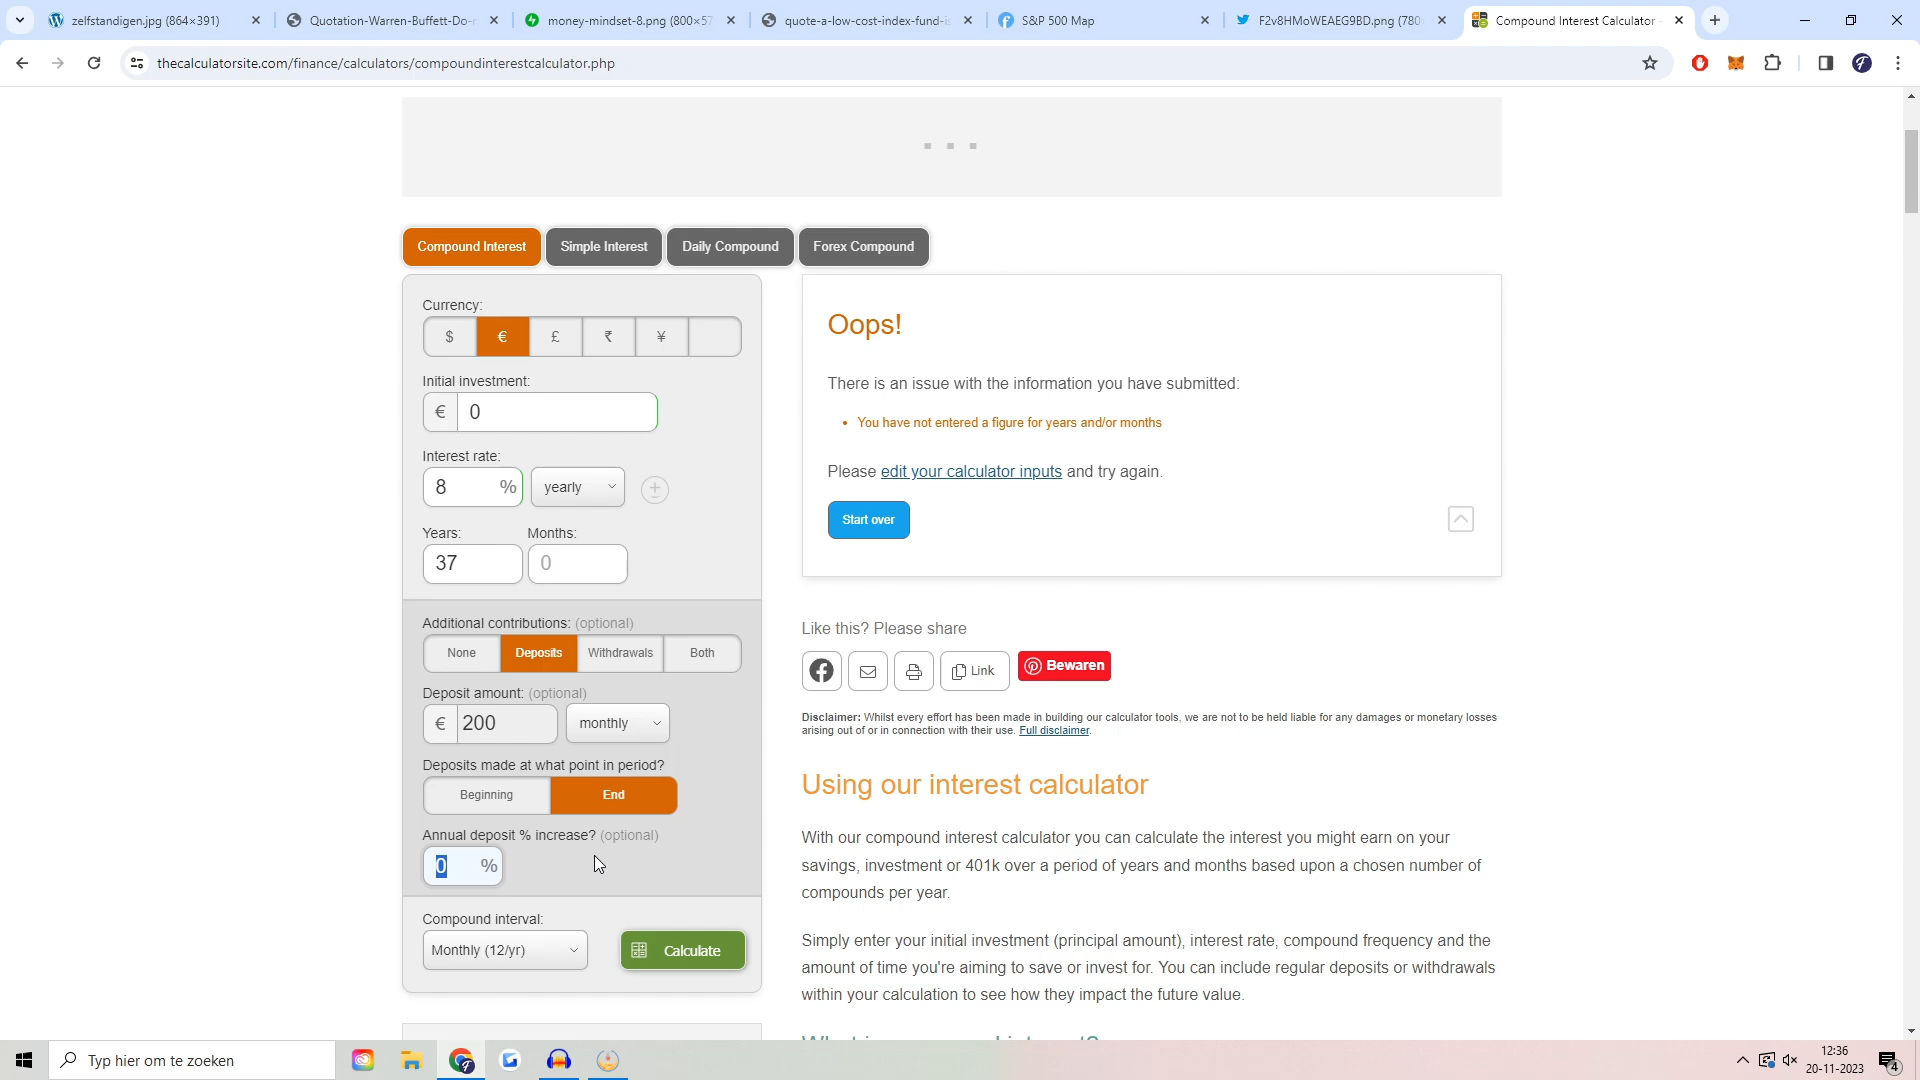 zelfstandigen.jpg (864×391)
Quotation-Warren-Buffett-Do-
money-mindset-8.png (800×57
quote-a-low-cost-index-fund-i
S&P 500 Map
F2v8HMoWEAEG9BD.png (780
Compound Interest Calculator
thecalculatorsite.com/finance/calculators/compoundinterestcalculator.php
Compound Interest
Simple Interest
Daily Compound
Forex Compound
Currency:
$ € £ ₹ ¥
Initial investment:
€ 0
Interest rate:
8 % yearly
Years: Months:
37 0
Additional contributions: (optional)
None Deposits Withdrawals Both
Deposit amount: (optional)
€ 200 monthly
Deposits made at what point in period?
Beginning End
Annual deposit % increase? (optional)
0 %
Compound interval:
Monthly (12/yr) Calculate
Oops!
There is an issue with the information you have submitted:
• You have not entered a figure for years and/or months
Please edit your calculator inputs and try again.
Start over
Like this? Please share
Link
Bewaren
Disclaimer: Whilst every effort has been made in building our calculator tools, we are not to be held liable for any damages or monetary losses
arising out of or in connection with their use. Full disclaimer.
Using our interest calculator
With our compound interest calculator you can calculate the interest you might earn on your
savings, investment or 401k over a period of years and months based upon a chosen number of
compounds per year.
Simply enter your initial investment (principal amount), interest rate, compound frequency and the
amount of time you're aiming to save or invest for. You can include regular deposits or withdrawals
within your calculation to see how they impact the future value.
Typ hier om te zoeken
12:36
20-11-2023
4